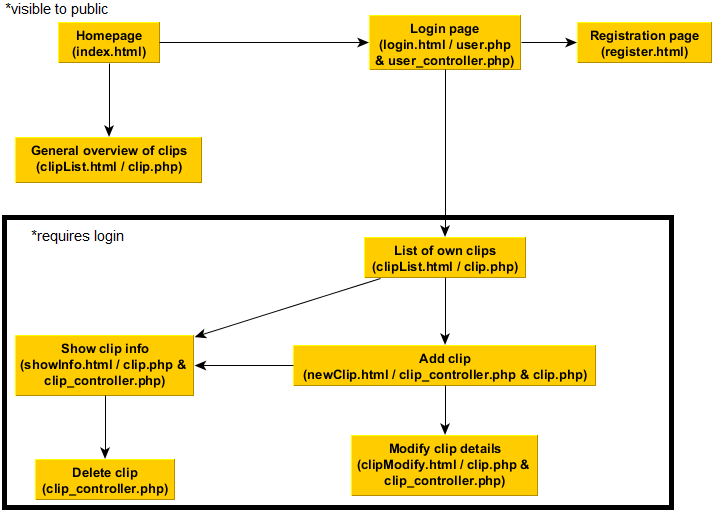 *visible to public
Homepage
(index.html)
Login page
(login.html / user.php
& user_controller.php)
Registration page
(register.html)
General overview of clips
(clipList.html / clip.php)
*requires login
List of own clips
(clipList.html / clip.php)
Show clip info
(showInfo.html / clip.php &
clip_controller.php)
Add clip
(newClip.html / clip_controller.php & clip.php)
Delete clip
(clip_controller.php)
Modify clip details
(clipModify.html / clip.php &
clip_controller.php)